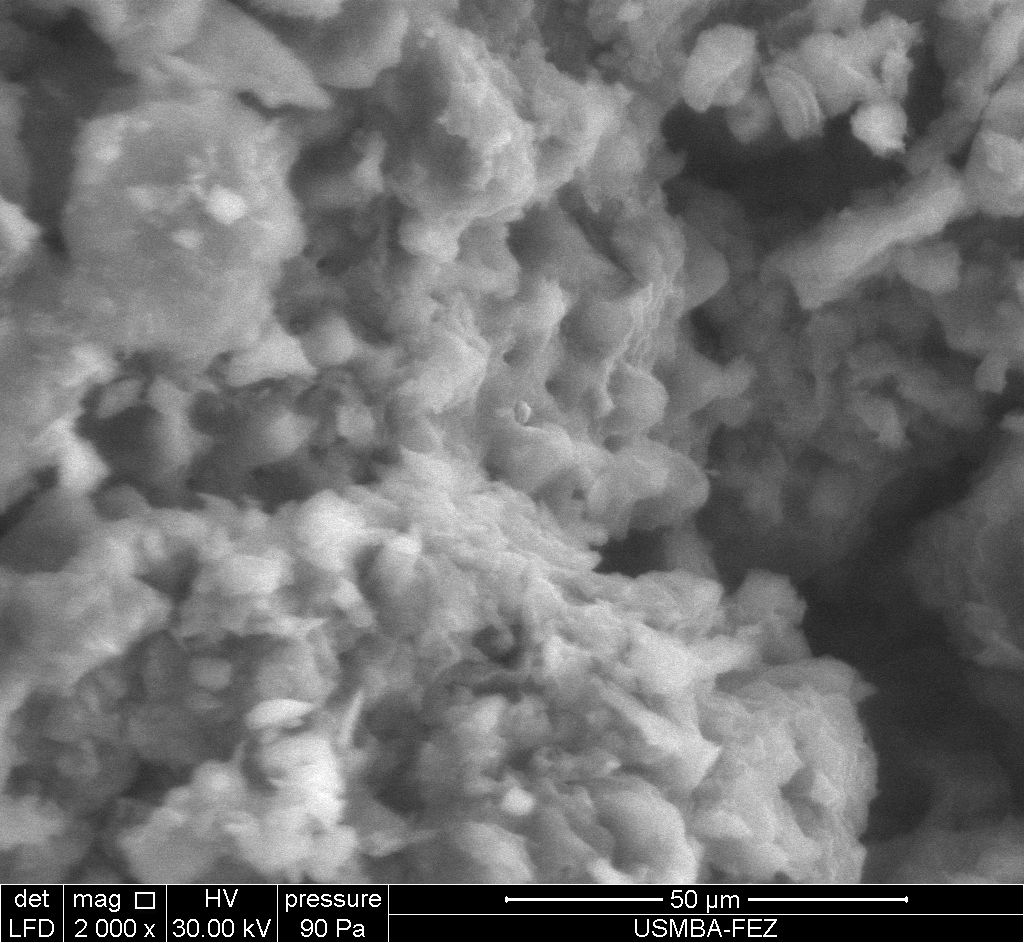 det mag HV pressure 50 µm
LFD 2 000 x 30.00 kV 90 Pa USMBA-FEZ